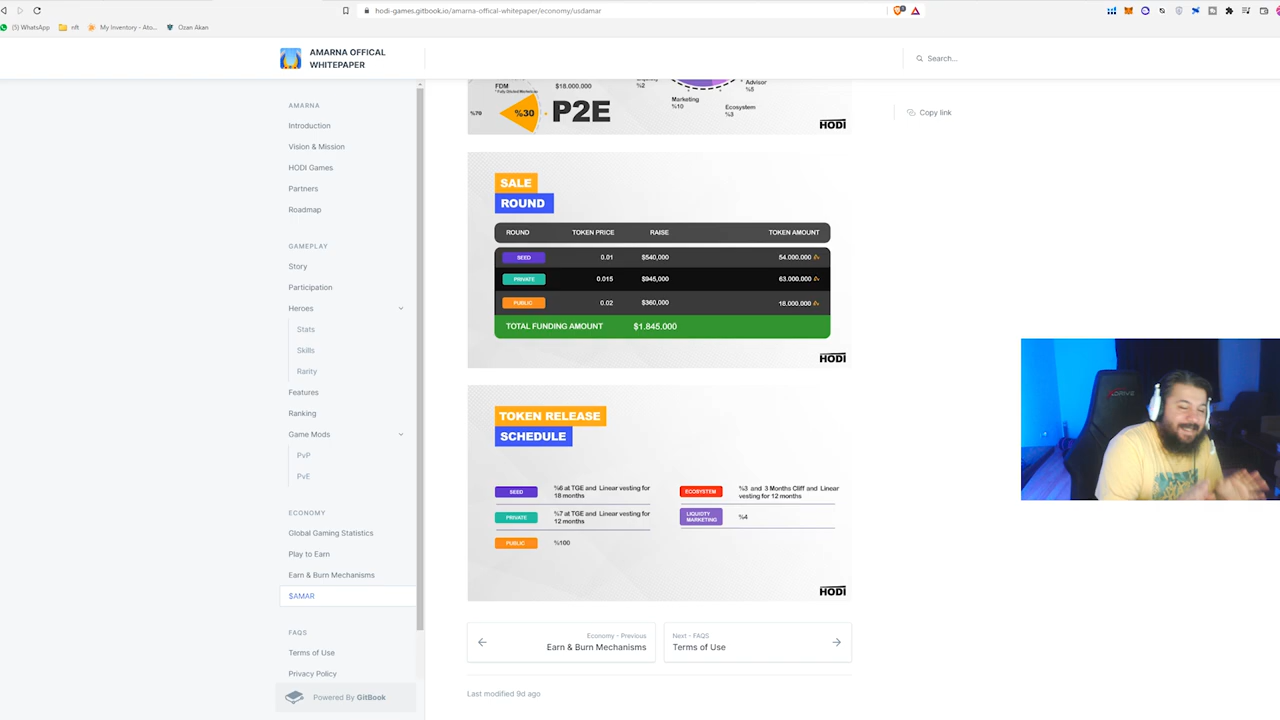 hodi-games.gitbook.io/amarna-offical-whitepaper/economy/usdamar
(5) WhatsApp
nft
My Inventory - Ato...
Ozan Akan
AMARNA OFFICAL
WHITEPAPER
Search...
AMARNA
Introduction
Vision & Mission
HODI Games
Partners
Roadmap
GAMEPLAY
Story
Participation
Heroes
Stats
Skills
Rarity
Features
Ranking
Game Mods
PvP
PvE
ECONOMY
Global Gaming Statistics
Play to Earn
Earn & Burn Mechanisms
$AMAR
FAQS
Terms of Use
Privacy Policy
Powered By GitBook
FDM
$18.000.000
%70
%30
P2E
%2
Marketing
%10
Advisor
Ecosystem
%3
HODI
Copy link
SALE
ROUND
ROUND TOKEN PRICE RAISE TOKEN AMOUNT
SEED 0.01 $540,000 54.000.000
PRIVATE 0.015 $945,000 63.000.000
PUBLIC 0.02 $360,000 18.000.000
TOTAL FUNDING AMOUNT $1.845.000
HODI
TOKEN RELEASE
SCHEDULE
SEED %6 at TGE and Linear vesting for
18 months
PRIVATE %7 at TGE and Linear vesting for
12 months
PUBLIC %100
ECOSYSTEM %3 and 3 Months Cliff and Linear
vesting for 12 months
LIQUIDITY
MARKETING %4
HODI
Economy - Previous
Earn & Burn Mechanisms
Next - FAQS
Terms of Use
Last modified 9d ago